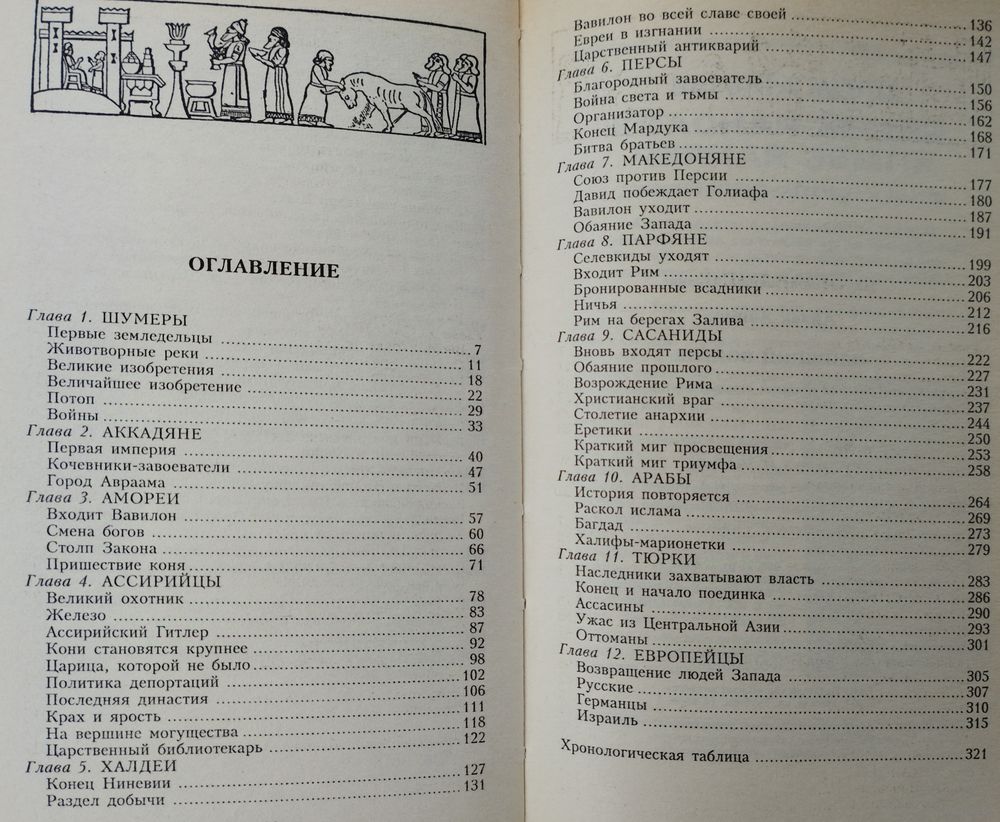 ОГЛАВЛЕНИЕ
Глава 1. ШУМЕРЫ
Первые земледельцы ... 7
Животворные реки ... 11
Великие изобретения ... 18
Величайшее изобретение ... 22
Потоп ... 29
Войны ... 33
Глава 2. АККАДЯНЕ
Первая империя ... 40
Кочевники-завоеватели ... 47
Город Авраама ... 51
Глава 3. АМОРЕИ
Входит Вавилон ... 57
Смена богов ... 60
Столп Закона ... 66
Пришествие коня ... 71
Глава 4. АССИРИЙЦЫ
Великий охотник ... 78
Железо ... 83
Ассирийский Гитлер ... 87
Кони становятся крупнее ... 92
Царица, которой не было ... 98
Политика депортаций ... 102
Последняя династия ... 106
Крах и ярость ... 111
На вершине могущества ... 118
Царственный библиотекарь ... 122
Глава 5. ХАЛДЕИ
Конец Ниневии ... 127
Раздел добычи ... 131
Вавилон во всей славе своей ... 136
Евреи в изгнании ... 142
Царственный антикварий ... 147
Глава 6. ПЕРСЫ
Благородный завоеватель ... 150
Война света и тьмы ... 156
Организатор ... 162
Конец Мардука ... 168
Битва братьев ... 171
Глава 7. МАКЕДОНЯНЕ
Союз против Персии ... 177
Давид побеждает Голиафа ... 180
Вавилон уходит ... 187
Обаяние Запада ... 191
Глава 8. ПАРФЯНЕ
Селевкиды уходят ... 199
Входит Рим ... 203
Бронированные всадники ... 206
Ничья ... 212
Рим на берегах Залива ... 216
Глава 9. САСАНИДЫ
Вновь входят персы ... 222
Обаяние прошлого ... 227
Возрождение Рима ... 231
Христианский враг ... 237
Столетие анархии ... 244
Еретики ... 250
Краткий миг просвещения ... 253
Краткий миг триумфа ... 258
Глава 10. АРАБЫ
История повторяется ... 264
Раскол ислама ... 269
Багдад ... 273
Халифы-марионетки ... 279
Глава 11. ТЮРКИ
Наследники захватывают власть ... 283
Конец и начало поединка ... 286
Ассасины ... 290
Ужас из Центральной Азии ... 293
Оттоманы ... 301
Глава 12. ЕВРОПЕЙЦЫ
Возвращение людей Запада ... 305
Русские ... 307
Германцы ... 310
Израиль ... 315
Хронологическая таблица ... 321